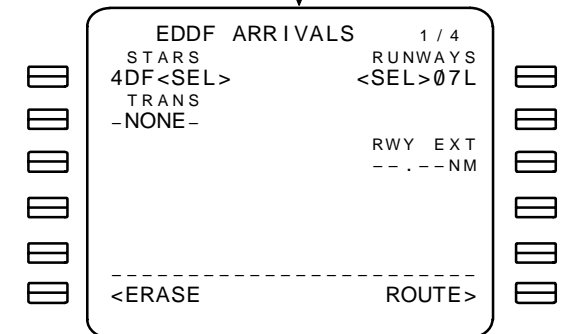 EDDF ARRIVALS 1/4
STARS RUNWAYS
4DF<SEL> <SEL>07L
TRANS
-NONE-
RWY EXT
--.--NM
------------------------
<ERASE ROUTE>